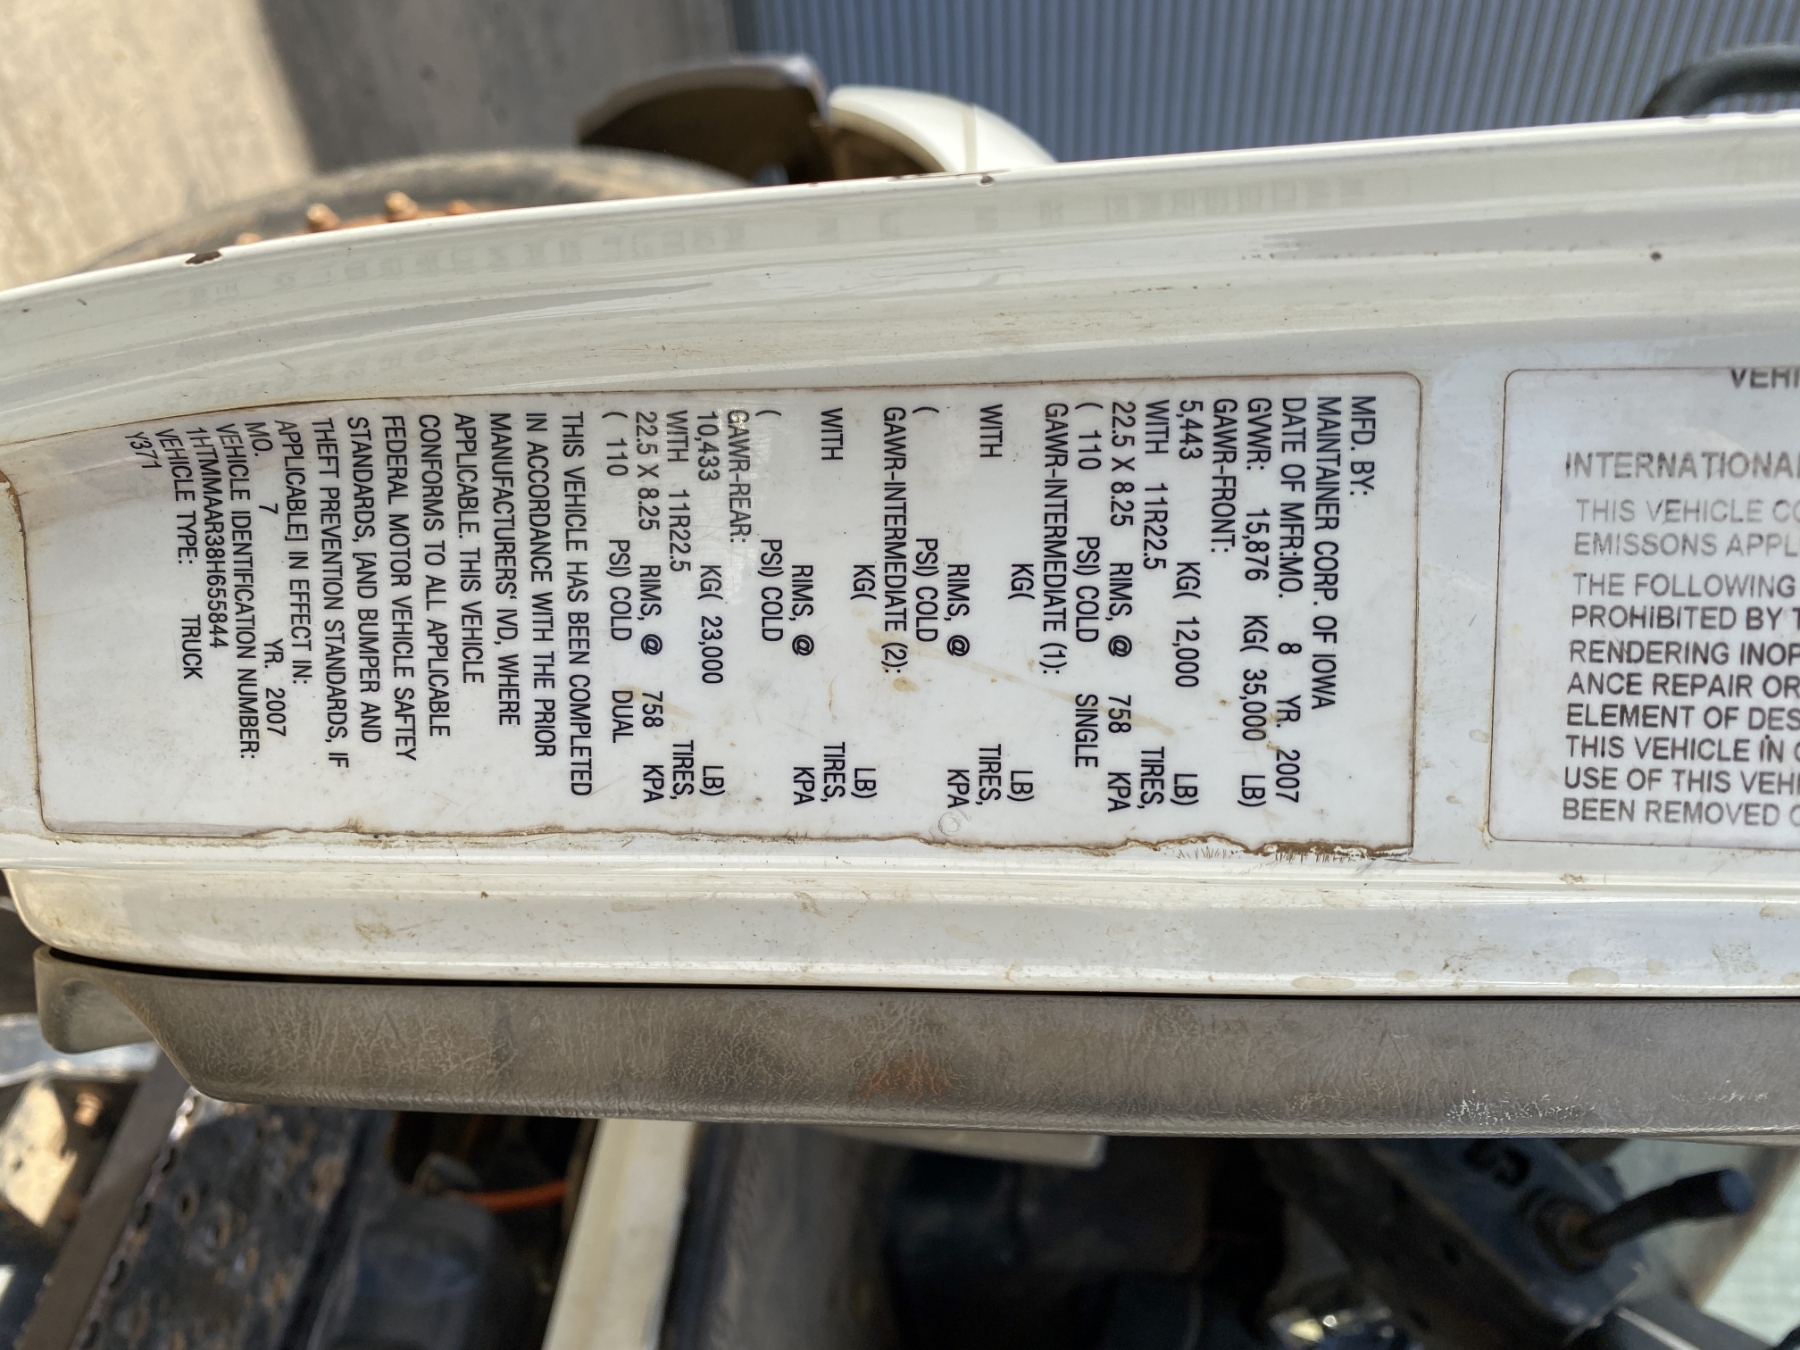 MFD. BY:
MAINTAINER CORP. OF IOWA
DATE OF MFR:MO. 8 YR. 2007
GVWR: 15,876 KG( 35,000 LB)
GAWR-FRONT:
5,443 KG( 12,000 LB)
WITH 11R22.5 TIRES,
22.5 X 8.25 RIMS, @ 758 KPA
( 110 PSI) COLD SINGLE
GAWR-INTERMEDIATE (1):
KG( LB)
WITH TIRES,
RIMS, @ KPA
( PSI) COLD
GAWR-INTERMEDIATE (2):
KG( LB)
WITH TIRES,
RIMS, @ KPA
( PSI) COLD
GAWR-REAR:
10,433 KG( 23,000 LB)
WITH 11R22.5 TIRES,
22.5 X 8.25 RIMS, @ 758 KPA
( 110 PSI) COLD DUAL
THIS VEHICLE HAS BEEN COMPLETED
IN ACCORDANCE WITH THE PRIOR
MANUFACTURERS' IVD, WHERE
APPLICABLE. THIS VEHICLE
CONFORMS TO ALL APPLICABLE
FEDERAL MOTOR VEHICLE SAFTEY
STANDARDS, [AND BUMPER AND
THEFT PREVENTION STANDARDS, IF
APPLICABLE] IN EFFECT IN:
MO. 7 YR. 2007
VEHICLE IDENTIFICATION NUMBER:
1HTMMAAR38H655844
VEHICLE TYPE: TRUCK
Y371
VEHI
INTERNATIONAL
THIS VEHICLE CO
EMISSONS APPL
THE FOLLOWING
PROHIBITED BY T
RENDERING INOP
ANCE REPAIR OR
ELEMENT OF DES
THIS VEHICLE IN
USE OF THIS VEHI
BEEN REMOVED O